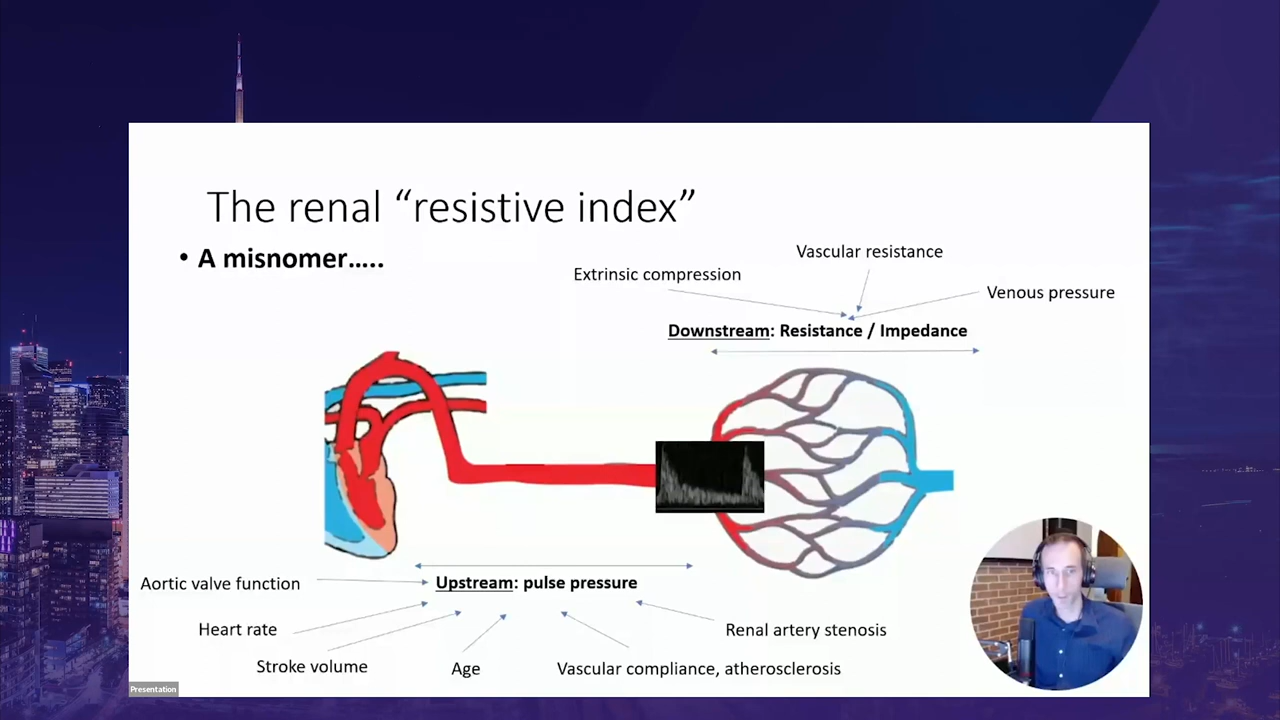 The renal “resistive index”
• A misnomer.....
Vascular resistance
Extrinsic compression
Venous pressure
Downstream: Resistance / Impedance
Aortic valve function
Upstream: pulse pressure
Heart rate
Renal artery stenosis
Stroke volume
Age
Vascular compliance, atherosclerosis
Presentation